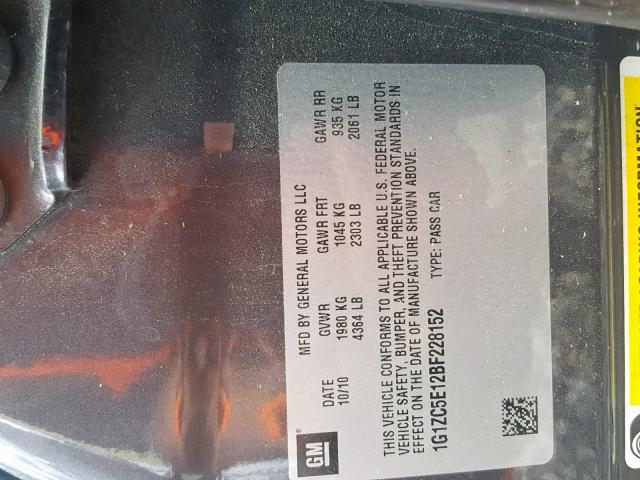 GM
MFD BY GENERAL MOTORS LLC
DATE GVWR GAWR FRT GAWR RR
10/10 1980 KG 1045 KG 935 KG
4364 LB 2303 LB 2061 LB
THIS VEHICLE CONFORMS TO ALL APPLICABLE U.S. FEDERAL MOTOR
VEHICLE SAFETY, BUMPER, AND THEFT PREVENTION STANDARDS IN
EFFECT ON THE DATE OF MANUFACTURE SHOWN ABOVE.
1G1ZC5E12BF228152 TYPE: PASS CAR
INFORMATION